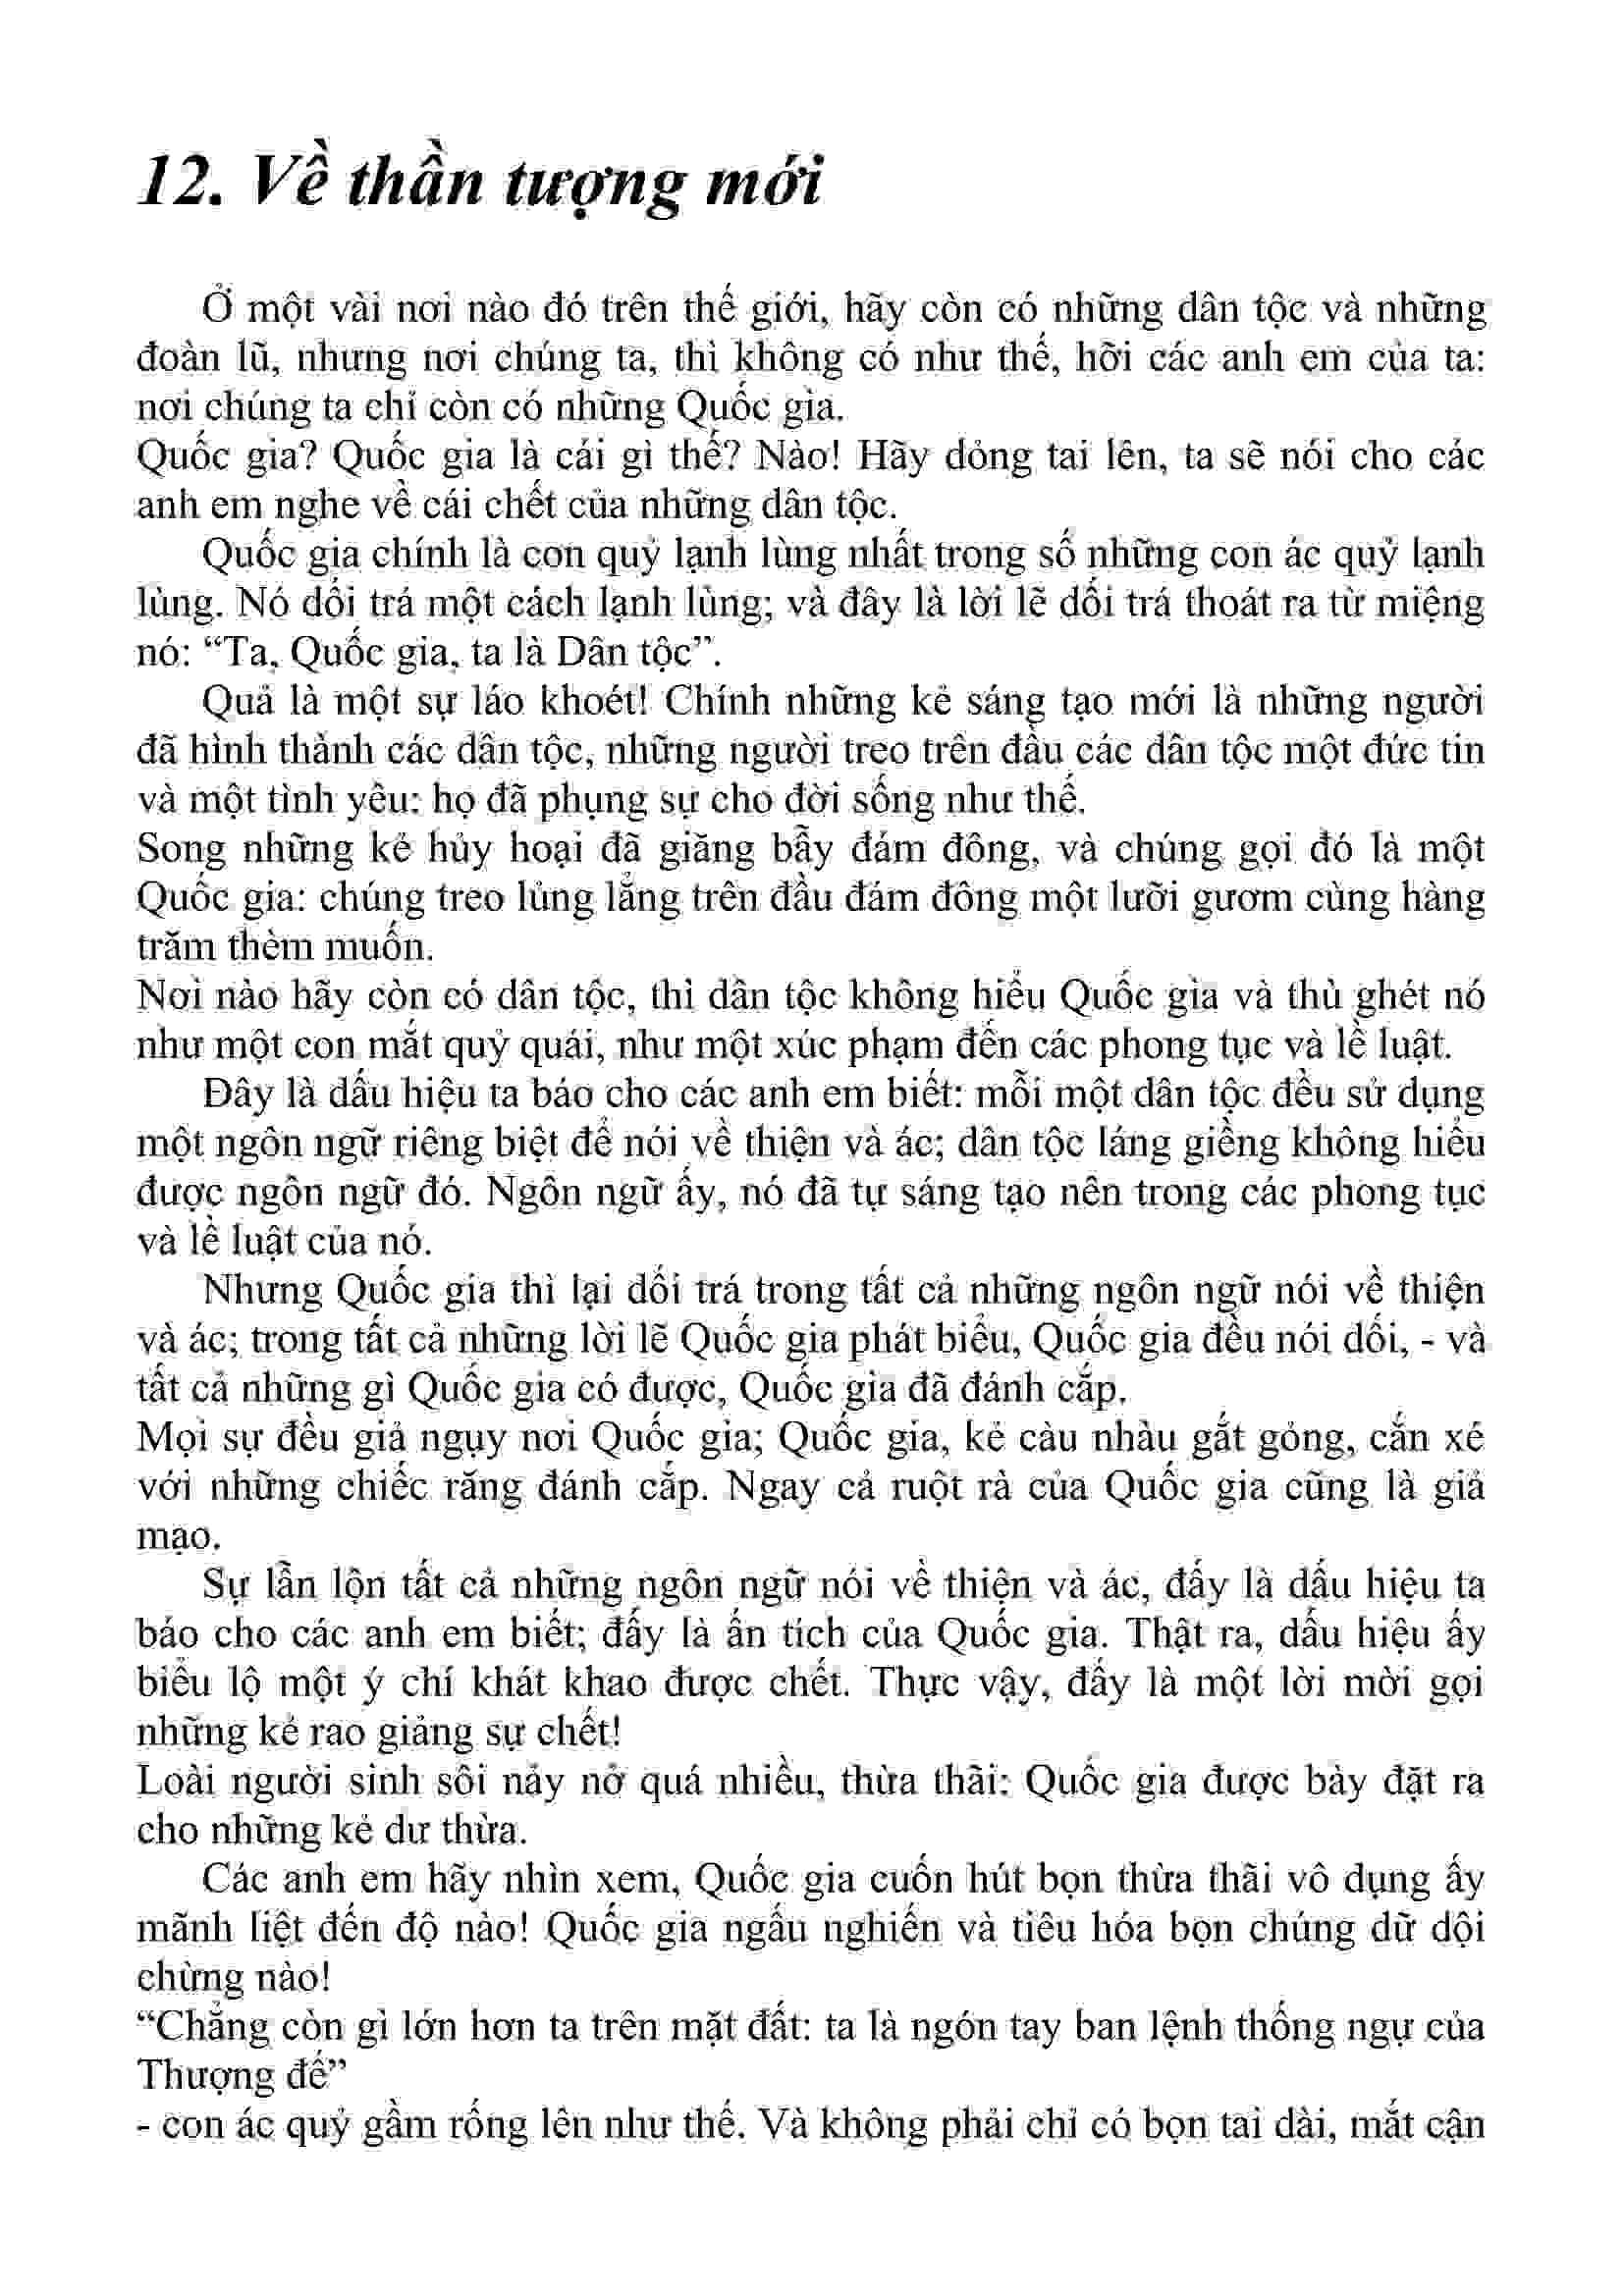 12. Về thần tượng mới
Ở một vài nơi nào đó trên thế giới, hãy còn có những dân tộc và những
đoàn lũ, nhưng nơi chúng ta, thì không có như thế, hỡi các anh em của ta:
nơi chúng ta chỉ còn có những Quốc gia.
Quốc gia? Quốc gia là cái gì thế? Nào! Hãy dỏng tai lên, ta sẽ nói cho các
anh em nghe về cái chết của những dân tộc.
Quốc gia chính là con quỷ lạnh lùng nhất trong số những con ác quỷ lạnh
lùng. Nó dối trá một cách lạnh lùng; và đây là lời lẽ dối trá thoát ra từ miệng
nó: “Ta, Quốc gia, ta là Dân tộc”.
Quả là một sự láo khoét! Chính những kẻ sáng tạo mới là những người
đã hình thành các dân tộc, những người treo trên đầu các dân tộc một đức tin
và một tình yêu: họ đã phụng sự cho đời sống như thế.
Song những kẻ hủy hoại đã giăng bẫy đám đông, và chúng gọi đó là một
Quốc gia: chúng treo lủng lẳng trên đầu đám đông một lưỡi gươm cùng hàng
trăm thèm muốn.
Nơi nào hãy còn có dân tộc, thì dân tộc không hiểu Quốc gia và thù ghét nó
như một con mắt quỷ quái, như một xúc phạm đến các phong tục và lề luật.
Đây là dấu hiệu ta báo cho các anh em biết: mỗi một dân tộc đều sử dụng
một ngôn ngữ riêng biệt để nói về thiện và ác; dân tộc láng giềng không hiểu
được ngôn ngữ đó. Ngôn ngữ ấy, nó đã tự sáng tạo nên trong các phong tục
và lề luật của nó.
Nhưng Quốc gia thì lại dối trá trong tất cả những ngôn ngữ nói về thiện
và ác; trong tất cả những lời lẽ Quốc gia phát biểu, Quốc gia đều nói dối, - và
tất cả những gì Quốc gia có được, Quốc gia đã đánh cắp.
Mọi sự đều giả ngụy nơi Quốc gia; Quốc gia, kẻ càu nhàu gắt gỏng, cắn xé
với những chiếc răng đánh cắp. Ngay cả ruột rà của Quốc gia cũng là giả
mạo.
Sự lẫn lộn tất cả những ngôn ngữ nói về thiện và ác, đấy là dấu hiệu ta
báo cho các anh em biết; đấy là ấn tích của Quốc gia. Thật ra, dấu hiệu ấy
biểu lộ một ý chí khát khao được chết. Thực vậy, đấy là một lời mời gọi
những kẻ rao giảng sự chết!
Loài người sinh sôi nảy nở quá nhiều, thừa thãi: Quốc gia được bày đặt ra
cho những kẻ dư thừa.
Các anh em hãy nhìn xem, Quốc gia cuốn hút bọn thừa thãi vô dụng ấy
mãnh liệt đến độ nào! Quốc gia ngấu nghiến và tiêu hóa bọn chúng dữ dội
chừng nào!
“Chẳng còn gì lớn hơn ta trên mặt đất: ta là ngón tay ban lệnh thống ngự của
Thượng đế”
- con ác quỷ gầm rống lên như thế. Và không phải chỉ có bọn tai dài, mắt cận